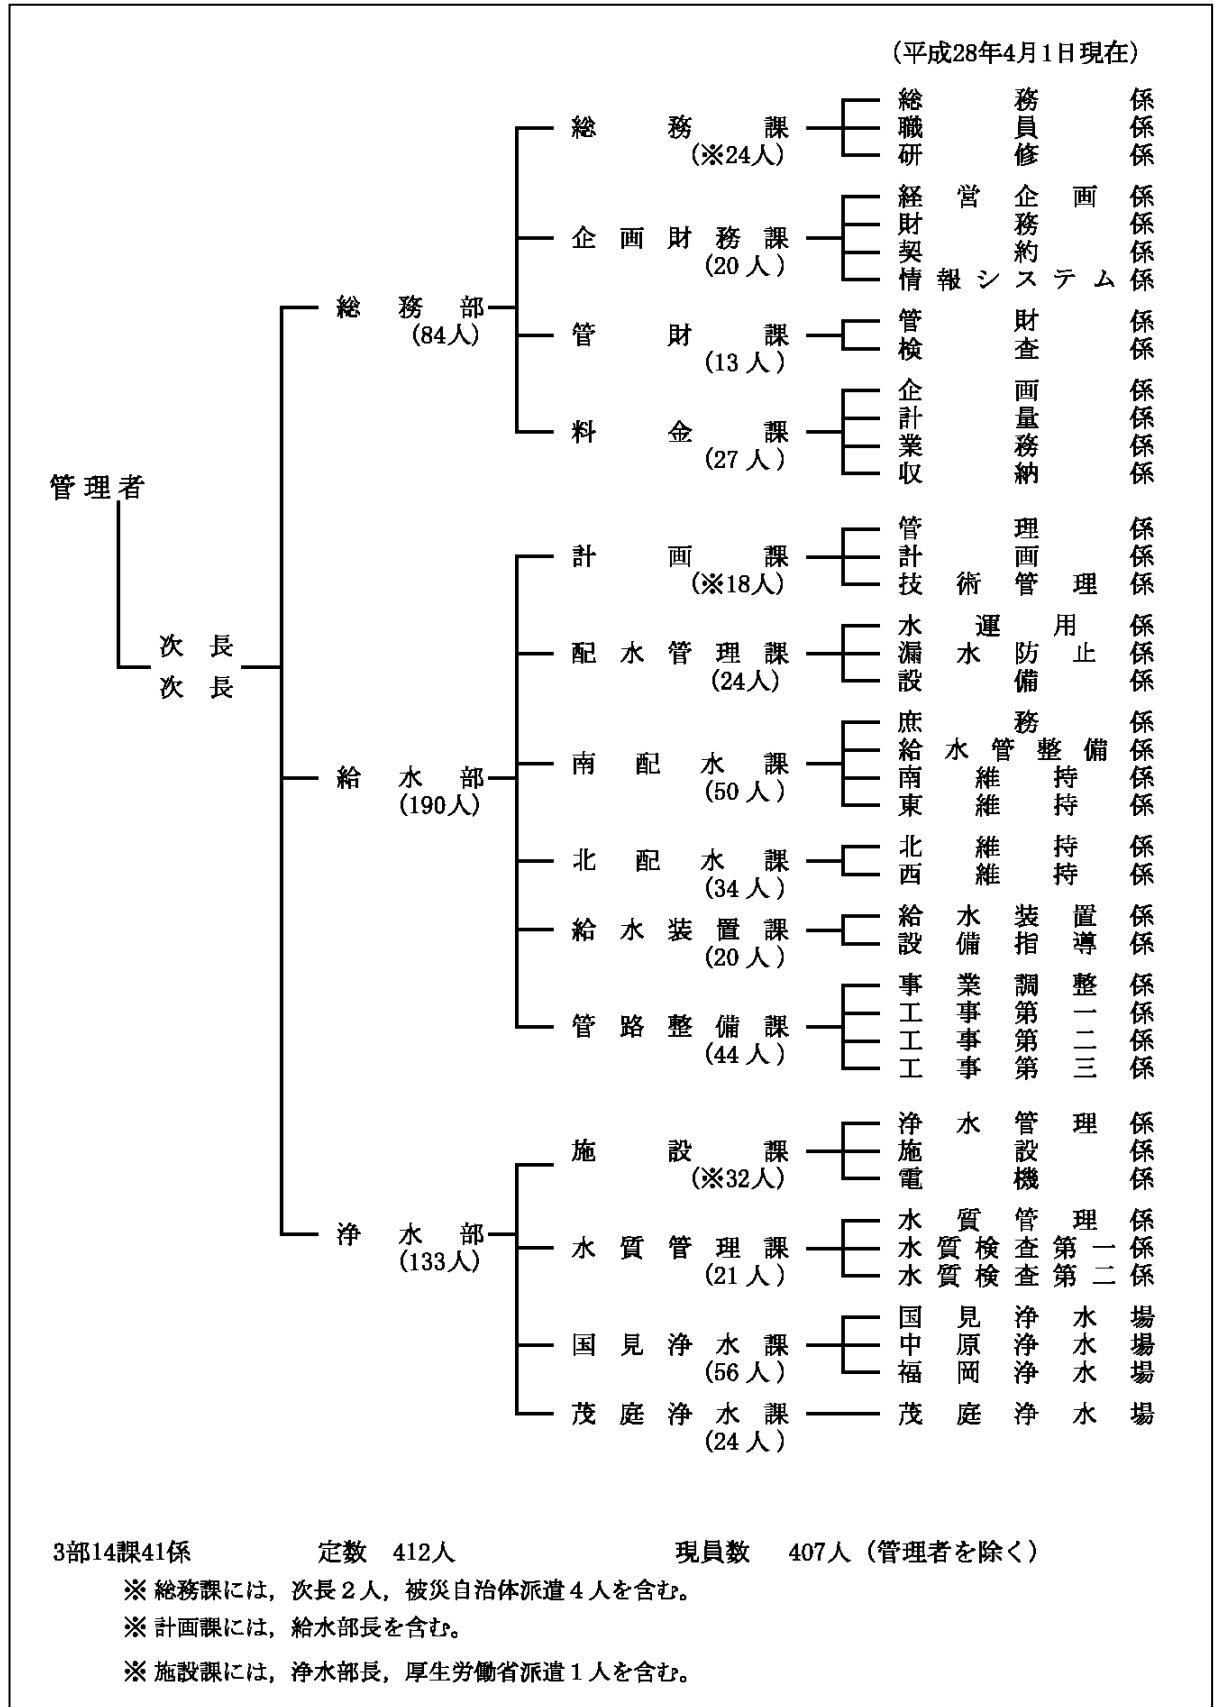 (平成28年4月1日現在)
管理者
次長
次長
総務部
(84人)
総務課
(※24人)
総務係
職員係
研修係
企画財務課
(20人)
経営企画係
財務係
契約係
情報システム係
管財課
(13人)
管財係
検査係
料金課
(27人)
企画係
計量係
業務係
収納係
給水部
(190人)
計画課
(※18人)
管理係
計画係
技術管理係
配水管理課
(24人)
水運用係
漏水防止係
設備係
南配水課
(50人)
庶務係
給水管整備係
南維持係
東維持係
北配水課
(34人)
北維持係
西維持係
給水装置課
(20人)
給水装置係
設備指導係
管路整備課
(44人)
事業調整係
工事第一係
工事第二係
工事第三係
浄水部
(133人)
施設課
(※32人)
浄水管理係
施設係
電機係
水質管理課
(21人)
水質管理係
水質検査第一係
水質検査第二係
国見浄水課
(56人)
国見浄水場
中原浄水場
福岡浄水場
茂庭浄水課
(24人)
茂庭浄水場
3部14課41係 定数 412人 現員数 407人(管理者を除く)
※ 総務課には,次長2人,被災自治体派遣4人を含む。
※ 計画課には,給水部長を含む。
※ 施設課には,浄水部長,厚生労働省派遣1人を含む。